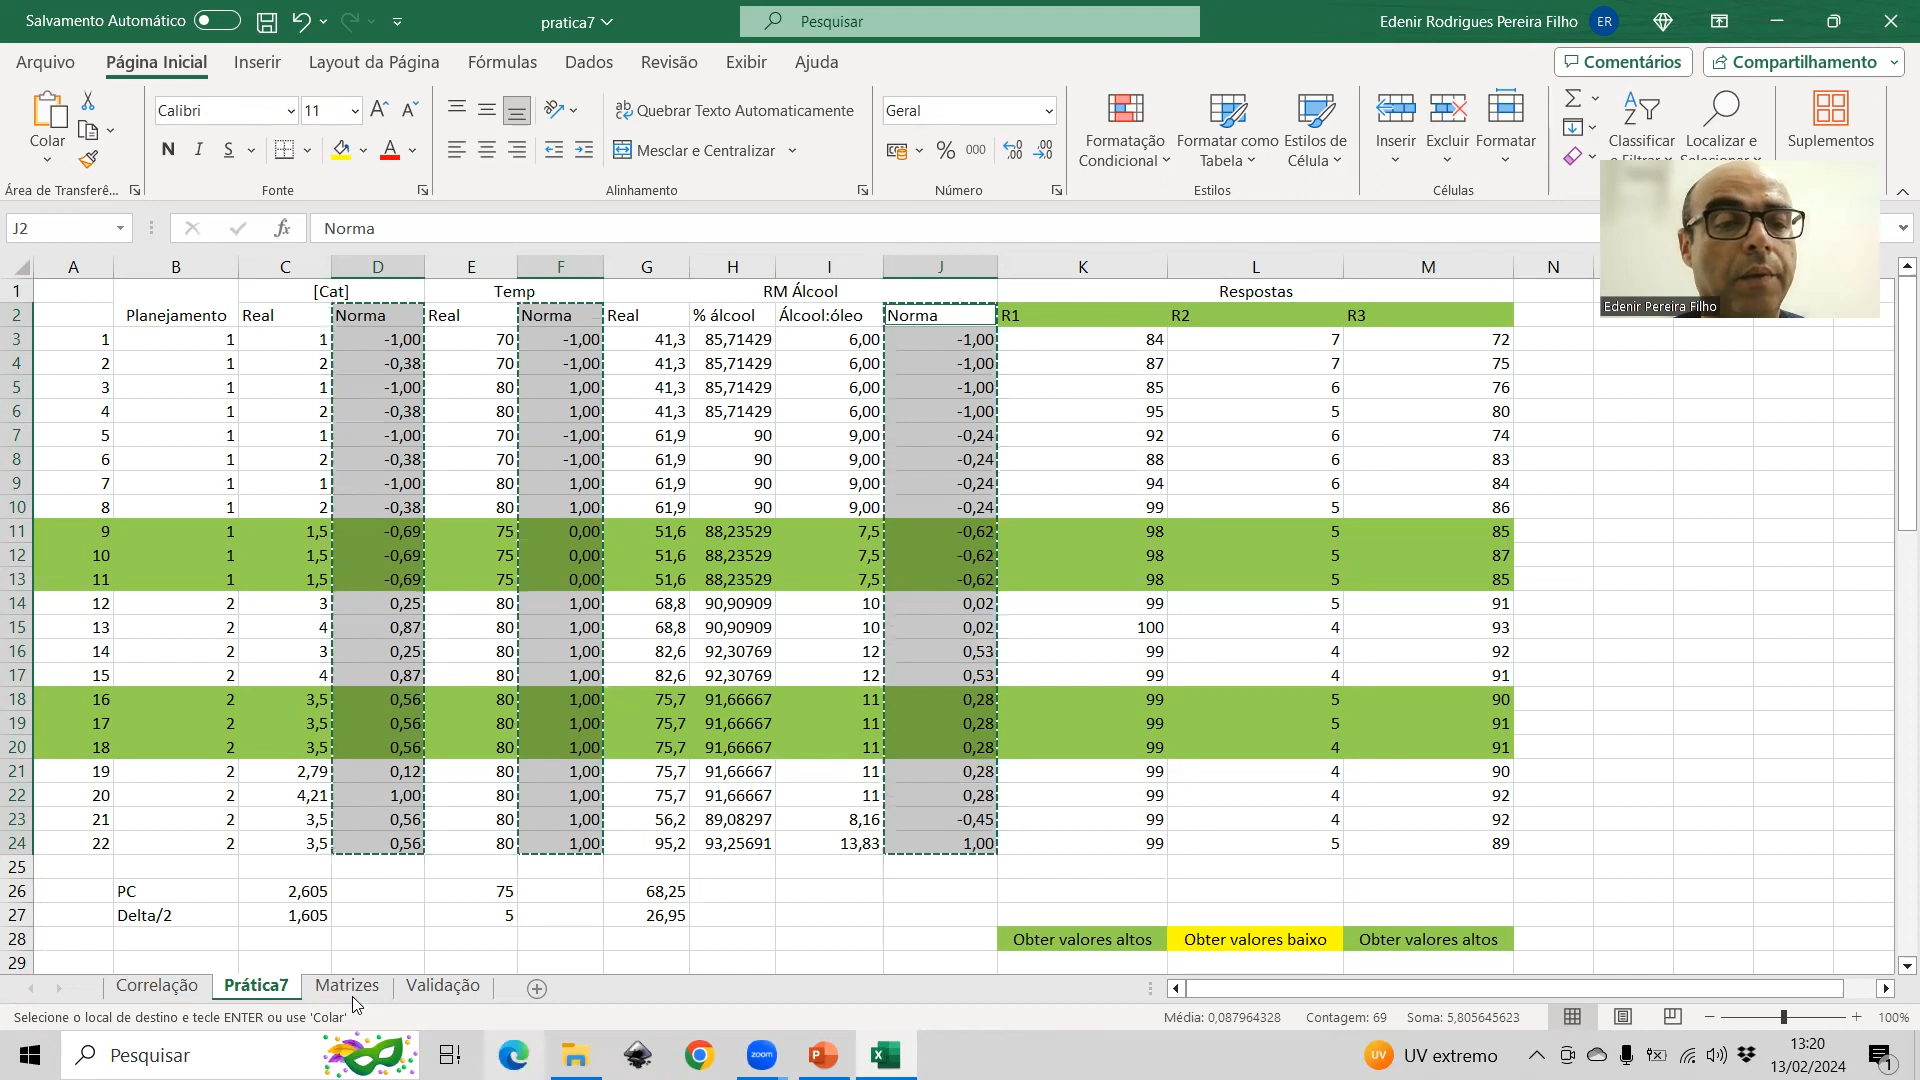 Salvamento Automático
pratica7
Pesquisar
Edenir Rodrigues Pereira Filho
ER
Arquivo Página Inicial Inserir Layout da Página Fórmulas Dados Revisão Exibir Ajuda
Comentários Compartilhamento
Colar
Calibri 11
N I S
Quebrar Texto Automaticamente
Mesclar e Centralizar
Geral
% 000
Formatação Condicional
Formatar como Tabela
Estilos de Célula
Inserir Excluir Formatar
Classificar
Localizar e
Suplementos
Área de Transferê... Fonte Alinhamento Número Estilos Células
J2 fx Norma
Edenir Pereira Filho
A B C D E F G H I J K L M N
1 [Cat] Temp RM Álcool Respostas
2 Planejamento Real Norma Real Norma Real % álcool Álcool:óleo Norma R1 R2 R3
3 1 1 1 -1,00 70 -1,00 41,3 85,71429 6,00 -1,00 84 7 72
4 2 1 2 -0,38 70 -1,00 41,3 85,71429 6,00 -1,00 87 7 75
5 3 1 1 -1,00 80 1,00 41,3 85,71429 6,00 -1,00 85 6 76
6 4 1 2 -0,38 80 1,00 41,3 85,71429 6,00 -1,00 95 5 80
7 5 1 1 -1,00 70 -1,00 61,9 90 9,00 -0,24 92 6 74
8 6 1 2 -0,38 70 -1,00 61,9 90 9,00 -0,24 88 6 83
9 7 1 1 -1,00 80 1,00 61,9 90 9,00 -0,24 94 6 84
10 8 1 2 -0,38 80 1,00 61,9 90 9,00 -0,24 99 5 86
11 9 1 1,5 -0,69 75 0,00 51,6 88,23529 7,5 -0,62 98 5 85
12 10 1 1,5 -0,69 75 0,00 51,6 88,23529 7,5 -0,62 98 5 87
13 11 1 1,5 -0,69 75 0,00 51,6 88,23529 7,5 -0,62 98 5 85
14 12 2 3 0,25 80 1,00 68,8 90,90909 10 0,02 99 5 91
15 13 2 4 0,87 80 1,00 68,8 90,90909 10 0,02 100 4 93
16 14 2 3 0,25 80 1,00 82,6 92,30769 12 0,53 99 4 92
17 15 2 4 0,87 80 1,00 82,6 92,30769 12 0,53 99 4 91
18 16 2 3,5 0,56 80 1,00 75,7 91,66667 11 0,28 99 5 90
19 17 2 3,5 0,56 80 1,00 75,7 91,66667 11 0,28 99 5 91
20 18 2 3,5 0,56 80 1,00 75,7 91,66667 11 0,28 99 4 91
21 19 2 2,79 0,12 80 1,00 75,7 91,66667 11 0,28 99 4 90
22 20 2 4,21 1,00 80 1,00 75,7 91,66667 11 0,28 99 4 92
23 21 2 3,5 0,56 80 1,00 56,2 89,08297 8,16 -0,45 99 4 92
24 22 2 3,5 0,56 80 1,00 95,2 93,25691 13,83 1,00 99 5 89
25
26 PC 2,605 75 68,25
27 Delta/2 1,605 5 26,95
28 Obter valores altos Obter valores baixo Obter valores altos
29
Correlação Prática7 Matrizes Validação
Selecione o local de destino e tecle ENTER ou use 'Colar'
Média: 0,087964328 Contagem: 69 Soma: 5,805645623 100%
Pesquisar
zoom
UV UV extremo
13:20
13/02/2024
1